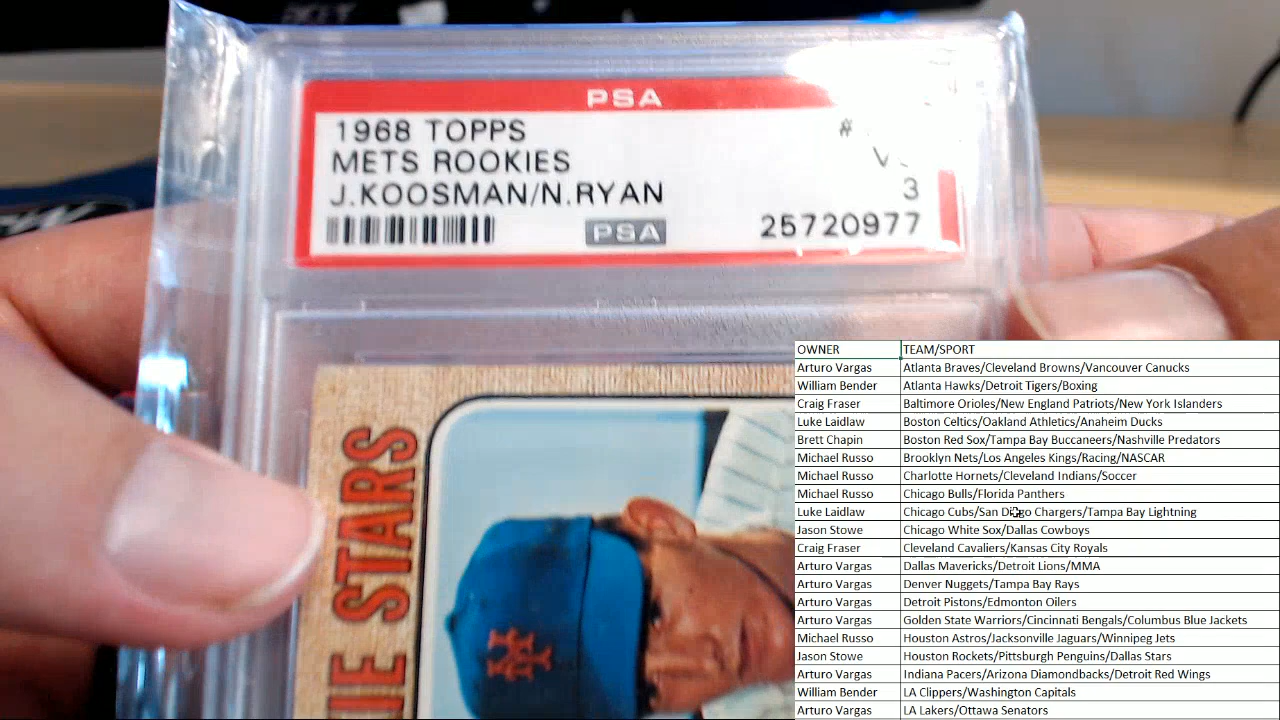 PSA
1968 TOPPS #
METS ROOKIES
J.KOOSMAN/N.RYAN 3
PSA 25720977
STARS
OWNER TEAM/SPORT
Arturo Vargas Atlanta Braves/Cleveland Browns/Vancouver Canucks
William Bender Atlanta Hawks/Detroit Tigers/Boxing
Craig Fraser Baltimore Orioles/New England Patriots/New York Islanders
Luke Laidlaw Boston Celtics/Oakland Athletics/Anaheim Ducks
Brett Chapin Boston Red Sox/Tampa Bay Buccaneers/Nashville Predators
Michael Russo Brooklyn Nets/Los Angeles Kings/Racing/NASCAR
Michael Russo Charlotte Hornets/Cleveland Indians/Soccer
Michael Russo Chicago Bulls/Florida Panthers
Luke Laidlaw Chicago Cubs/San Diego Chargers/Tampa Bay Lightning
Jason Stowe Chicago White Sox/Dallas Cowboys
Craig Fraser Cleveland Cavaliers/Kansas City Royals
Arturo Vargas Dallas Mavericks/Detroit Lions/MMA
Arturo Vargas Denver Nuggets/Tampa Bay Rays
Arturo Vargas Detroit Pistons/Edmonton Oilers
Arturo Vargas Golden State Warriors/Cincinnati Bengals/Columbus Blue Jackets
Michael Russo Houston Astros/Jacksonville Jaguars/Winnipeg Jets
Jason Stowe Houston Rockets/Pittsburgh Penguins/Dallas Stars
Arturo Vargas Indiana Pacers/Arizona Diamondbacks/Detroit Red Wings
William Bender LA Clippers/Washington Capitals
Arturo Vargas LA Lakers/Ottawa Senators